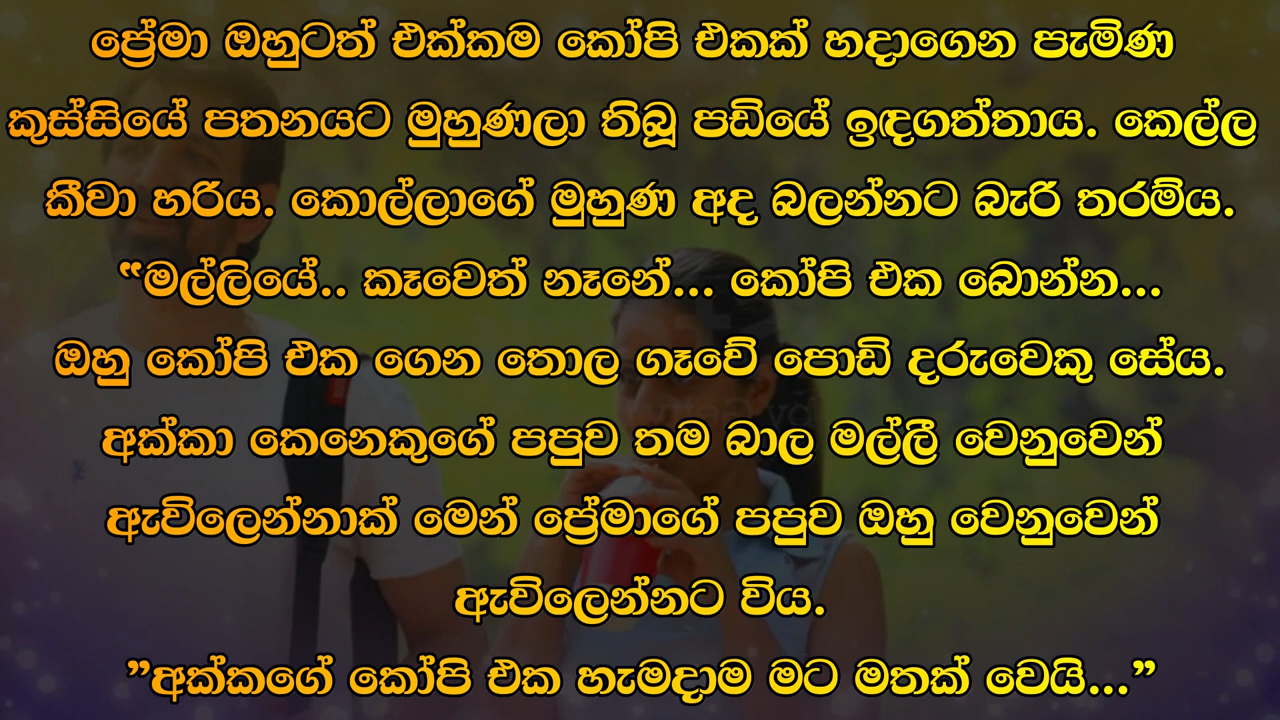 ප්‍රේමා ඔහුටත් එක්කම කෝපි එකක් හදාගෙන පැමිණ
කුස්සියේ පතනයට මුහුණලා තිබූ පඩියේ ඉඳගත්තාය. කෙල්ල
කීවා හරිය. කොල්ලාගේ මුහුණ අද බලන්නට බැරි තරම්ය.
“මල්ලියේ.. කෑවෙත් නෑනේ... කෝපි එක බොන්න...
ඔහු කෝපි එක ගෙන තොල ගෑවේ පොඩි දරුවෙකු සේය.
අක්කා කෙනෙකුගේ පපුව තම බාල මල්ලී වෙනුවෙන්
ඇවිලෙන්නාක් මෙන් ප්‍රේමාගේ පපුව ඔහු වෙනුවෙන්
ඇවිලෙන්නට විය.
”අක්කගේ කෝපි එක හැමදාම මට මතක් වෙයි...”